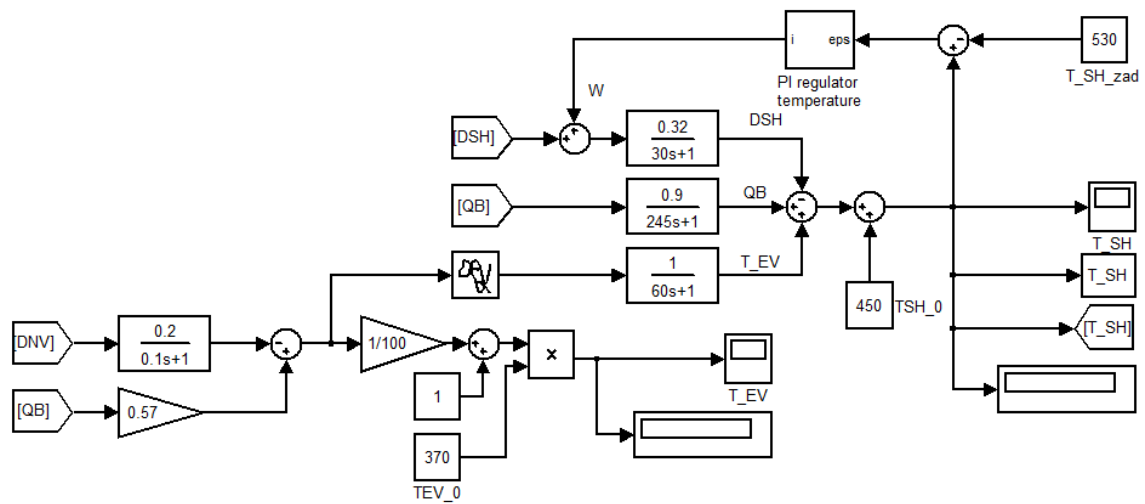 530
T_SH_zad
i eps
PI regulator
temperature
W
[DSH]
0.32
30s+1
DSH
[QB]
0.9
245s+1
QB
T_SH
1
60s+1
T_EV
T_SH
450
TSH_0
[T_SH]
[DNV]
0.2
0.1s+1
1/100
×
T_EV
1
[QB]
0.57
370
TEV_0